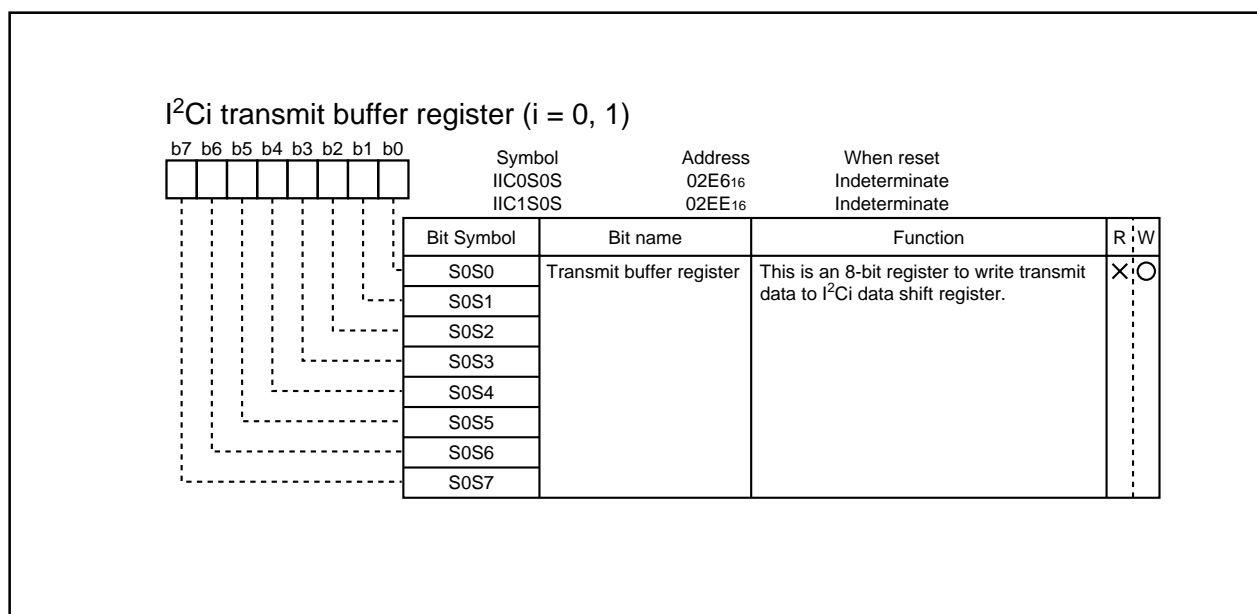 I²Ci transmit buffer register (i = 0, 1)
b7 b6 b5 b4 b3 b2 b1 b0
Symbol Address When reset
IIC0S0S 02E6₁₆ Indeterminate
IIC1S0S 02EE₁₆ Indeterminate
Bit Symbol Bit name Function R W
S0S0 Transmit buffer register This is an 8-bit register to write transmit
data to I²Ci data shift register.
S0S1
S0S2
S0S3
S0S4
S0S5
S0S6
S0S7